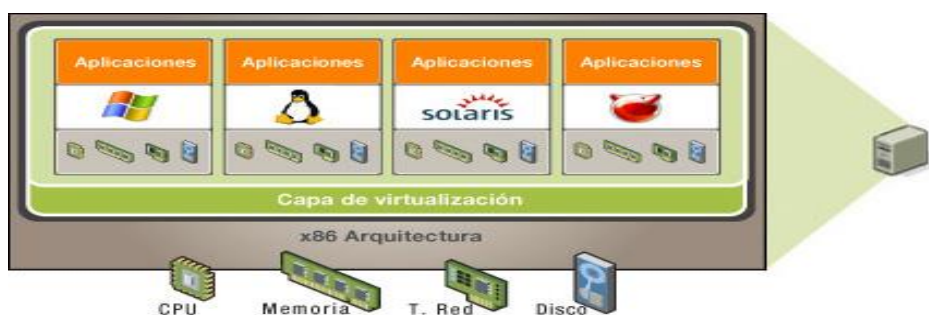 Aplicaciones Aplicaciones Aplicaciones Aplicaciones
solaris
Capa de virtualización
x86 Arquitectura
CPU Memoria T. Red Disco